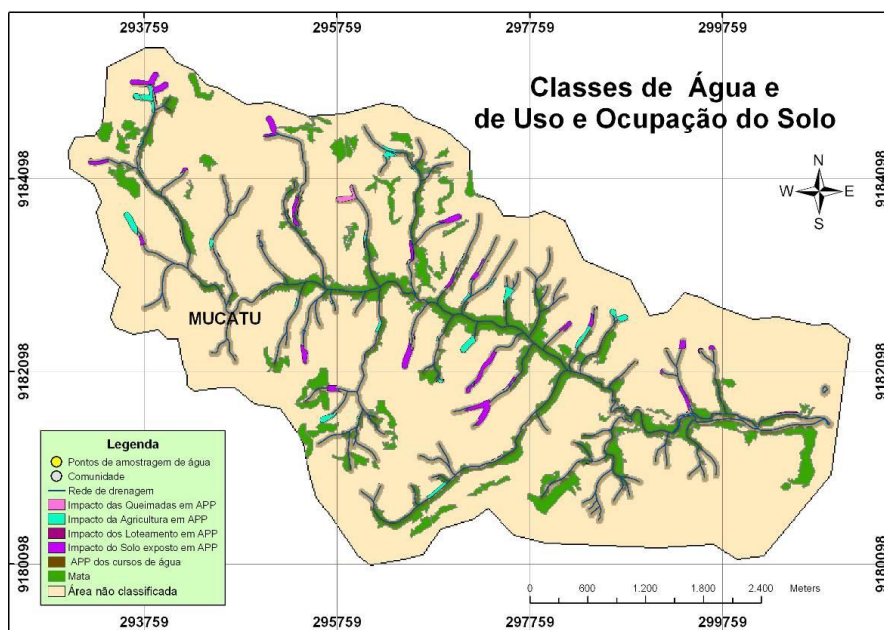 293759 295759 297759 299759
Classes de Água e
de Uso e Ocupação do Solo
9184098 9184098
N
W E
S
MUCATU
9182098 9182098
Legenda
Pontos de amostragem de água
Comunidade
Rede de drenagem
Impacto das Queimadas em APP
Impacto da Agricultura em APP
Impacto dos Loteamento em APP
Impacto do Solo exposto em APP
APP dos cursos de água
Mata
Área não classificada
9180098 9180098
0 600 1.200 1.800 2.400 Meters
293759 295759 297759 299759